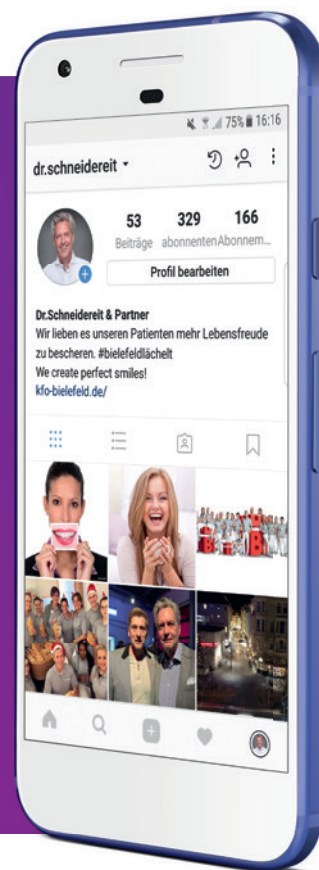 75% 16:16
dr.schneidereit
53 329 166
Beiträge abonnenten Abonnem...
Profil bearbeiten
Dr.Schneidereit & Partner
Wir lieben es unseren Patienten mehr Lebensfreude
zu bescheren. #bielefeldlächelt
We create perfect smiles!
kfo-bielefeld.de/
B B